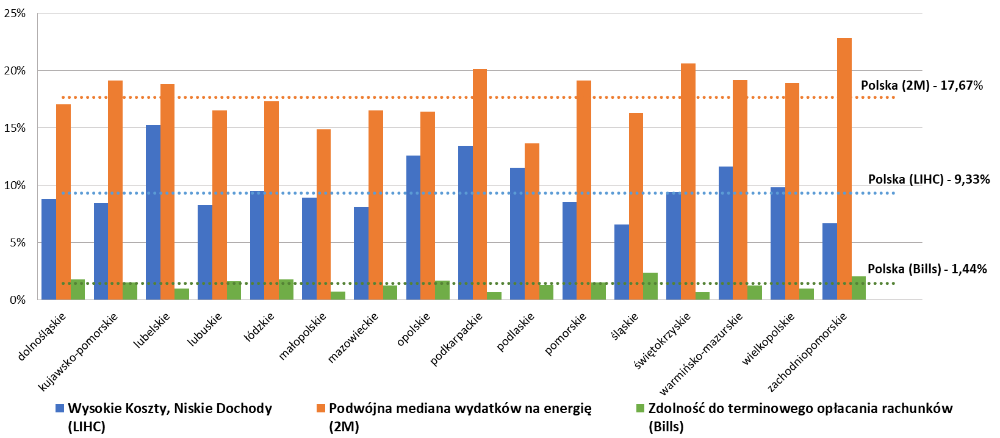 25%
20%
15%
10%
5%
0%
Polska (2M) - 17,67%
Polska (LIHC) - 9,33%
Polska (Bills) - 1,44%
dolnośląskie
kujawsko-pomorskie
lubelskie
lubuskie
łódzkie
małopolskie
mazowieckie
opolskie
podkarpackie
podlaskie
pomorskie
śląskie
świętokrzyskie
warmińsko-mazurskie
wielkopolskie
zachodniopomorskie
Wysokie Koszty, Niskie Dochody
(LIHC)
Podwójna mediana wydatków na energię
(2M)
Zdolność do terminowego opłacania rachunków
(Bills)